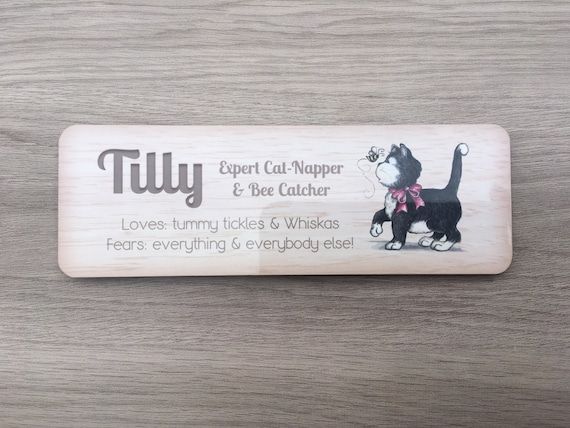 Tilly
Expert Cat-Napper
& Bee Catcher
Loves: tummy tickles & Whiskas
Fears: everything & everybody else!